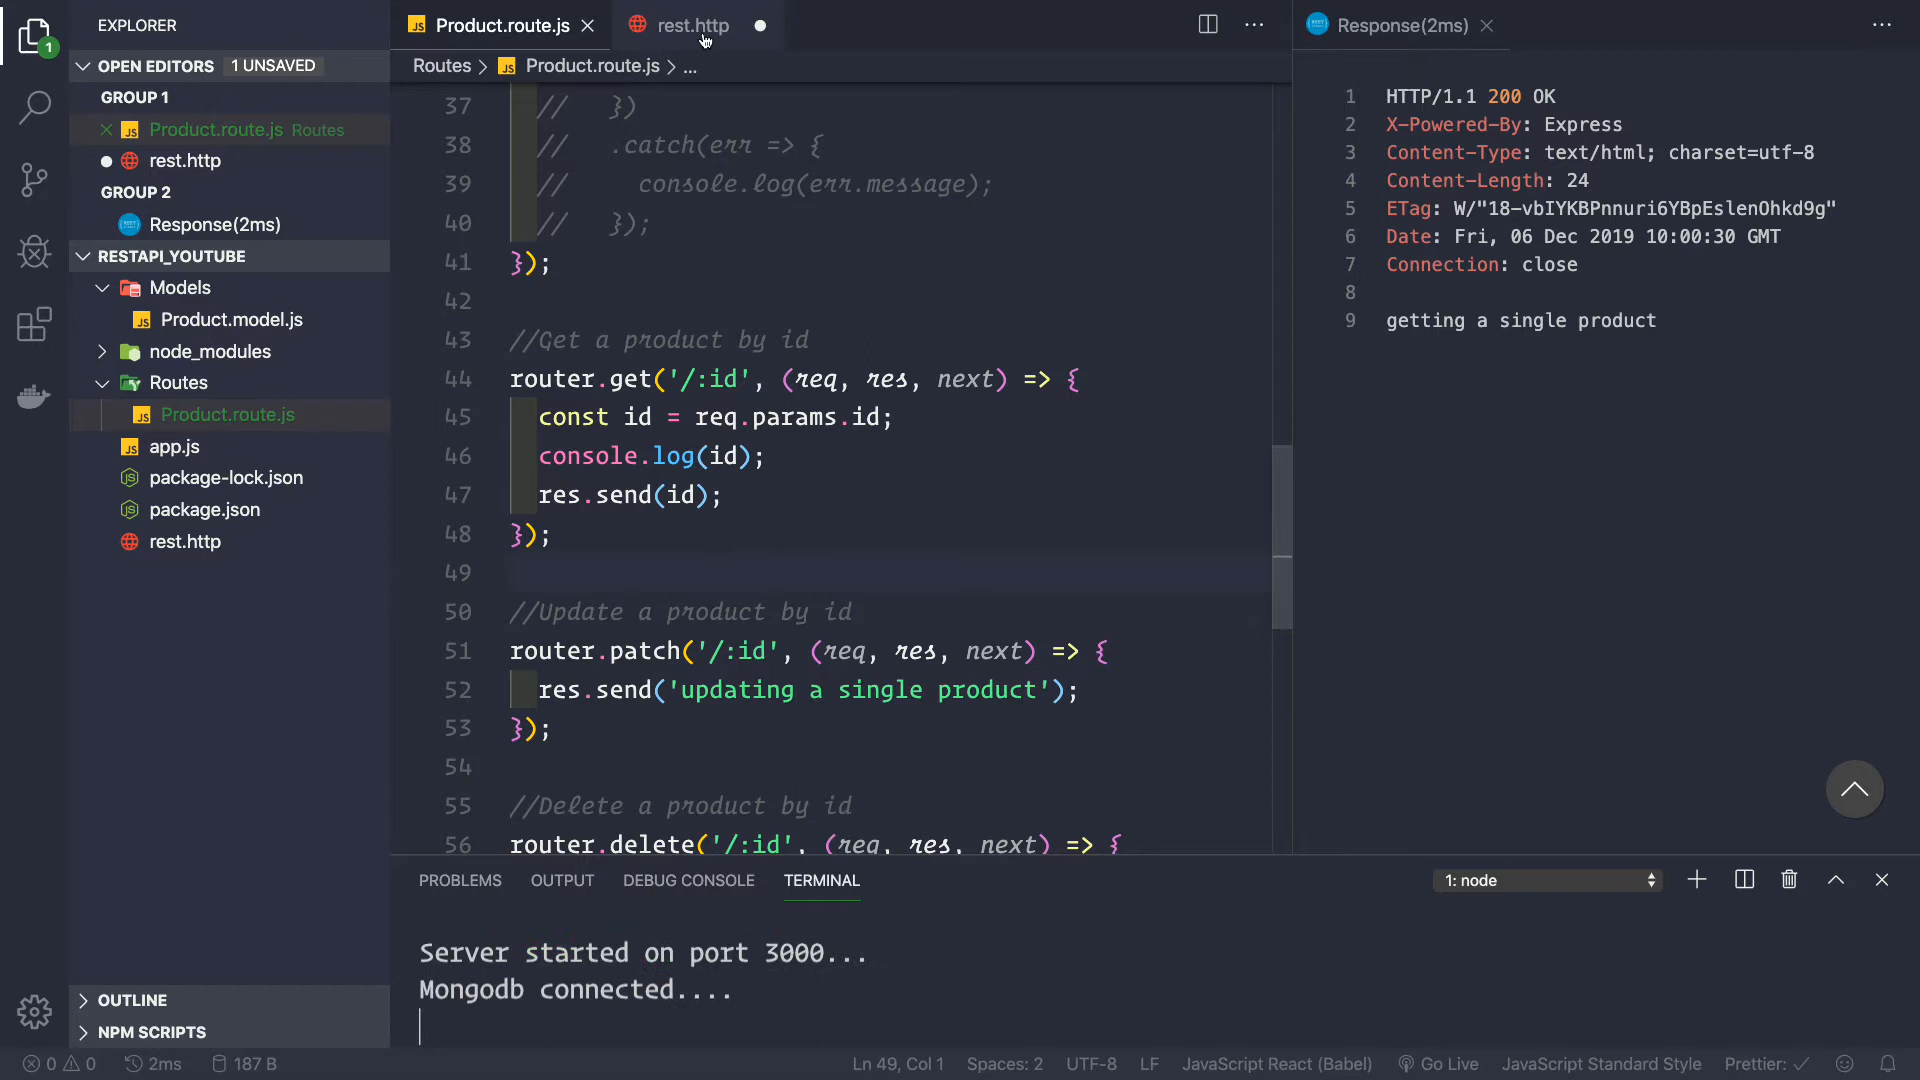 EXPLORER
1
OPEN EDITORS 1 UNSAVED
GROUP 1
Product.route.js Routes
rest.http
GROUP 2
Response(2ms)
RESTAPI_YOUTUBE
Models
Product.model.js
node_modules
Routes
Product.route.js
app.js
package-lock.json
package.json
rest.http
OUTLINE
NPM SCRIPTS
Product.route.js
rest.http
Routes > Product.route.js > ...
37 //   })
38 //   .catch(err => {
39 //     console.log(err.message);
40 //   });
41 });
42
43 //Get a product by id
44 router.get('/:id', (req, res, next) => {
45 const id = req.params.id;
46 console.log(id);
47 res.send(id);
48 });
49
50 //Update a product by id
51 router.patch('/:id', (req, res, next) => {
52 res.send('updating a single product');
53 });
54
55 //Delete a product by id
56 router.delete('/:id', (req, res, next) => {
Response(2ms)
1 HTTP/1.1 200 OK
2 X-Powered-By: Express
3 Content-Type: text/html; charset=utf-8
4 Content-Length: 24
5 ETag: W/"18-vbIYKBPnnuri6YBpEslenOhkd9g"
6 Date: Fri, 06 Dec 2019 10:00:30 GMT
7 Connection: close
8
9 getting a single product
PROBLEMS OUTPUT DEBUG CONSOLE TERMINAL
1: node
Server started on port 3000...
Mongodb connected....
0 0 2ms 187 B
Ln 49, Col 1 Spaces: 2 UTF-8 LF JavaScript React (Babel) Go Live JavaScript Standard Style Prettier: ✓